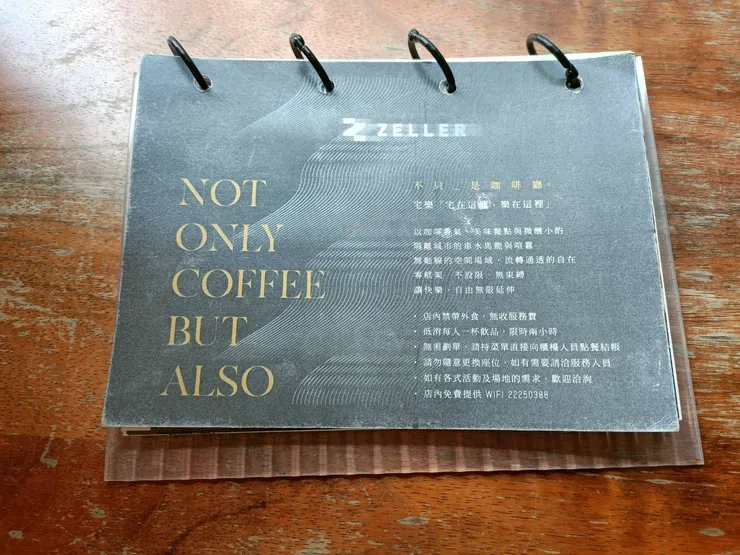 ZELLER
NOT
ONLY
COFFEE
BUT
ALSO
不只_是咖啡廳。
宅樂「宅在這裡、樂在這裡」
以咖啡香氣、美味餐點與微醺小酌
隔離城市的車水馬龍與喧囂
無範圍的空間場域，流轉通透的自在
零框架、不設限、無束縛
讓快樂，自由無限延伸
・店內禁帶外食，無收服務費
・低消每人一杯飲品，限時兩小時
・無需劃單，請持菜單直接向櫃檯人員點餐結帳
請勿隨意更換座位，如有需要請洽服務人員
・如有各式活動及場地的需求，歡迎洽詢
・店內免費提供 WIFI 22250388